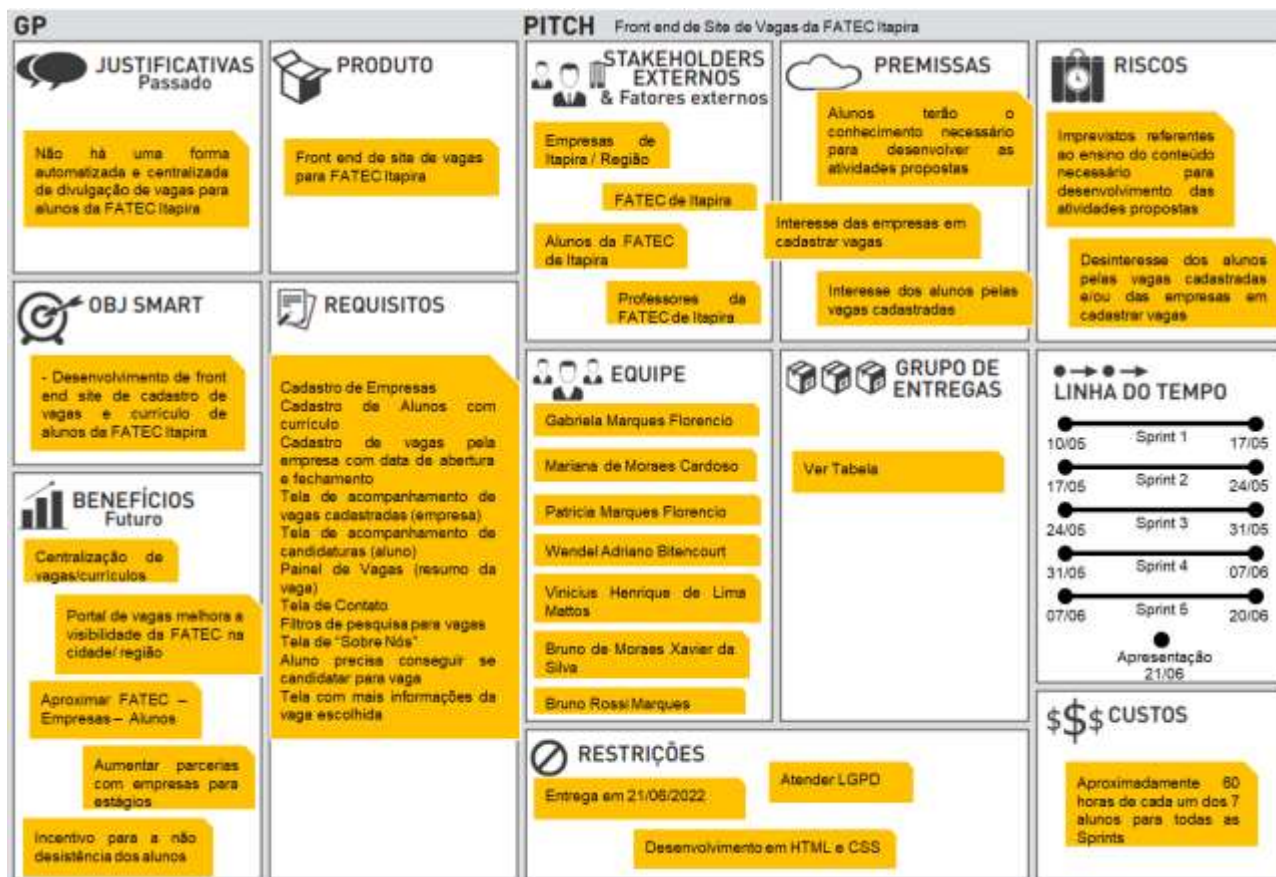 GP
PITCH Front end de Site de Vagas da FATEC Itapira
JUSTIFICATIVAS
Passado
Não há uma forma
automatizada e centralizada
de divulgação de vagas para
alunos da FATEC Itapira
PRODUTO
Front end de site de vagas
para FATEC Itapira
STAKEHOLDERS
EXTERNOS
& Fatores externos
Empresas de
Itapira / Região
FATEC de Itapira
Alunos da FATEC
de Itapira
Professores da
FATEC de Itapira
PREMISSAS
Alunos terão o
conhecimento necessário
para desenvolver as
atividades propostas
Interesse das empresas em
cadastrar vagas
Interesse dos alunos pelas
vagas cadastradas
RISCOS
Imprevistos referentes
ao ensino do conteúdo
necessário para
desenvolvimento das
atividades propostas
Desinteresse dos alunos
pelas vagas cadastradas
e/ou das empresas em
cadastrar vagas
OBJ SMART
- Desenvolvimento de front
end site de cadastro de
vagas e currículo de
alunos da FATEC Itapira
REQUISITOS
Cadastro de Empresas
Cadastro de Alunos com
currículo
Cadastro de vagas pela
empresa com data de abertura
e fechamento
Tela de acompanhamento de
vagas cadastradas (empresa)
Tela de acompanhamento de
candidaturas (aluno)
Painel de Vagas (resumo da
vaga)
Tela de Contato
Filtros de pesquisa para vagas
Tela de "Sobre Nós"
Aluno precisa conseguir se
candidatar para vaga
Tela com mais informações da
vaga escolhida
EQUIPE
Gabriela Marques Florencio
Mariana de Moraes Cardoso
Patricia Marques Florencio
Wendel Adriano Bitencourt
Vinicius Henrique de Lima
Mattos
Bruno de Moraes Xavier da
Silva
Bruno Rossi Marques
GRUPO DE
ENTREGAS
Ver Tabela
LINHA DO TEMPO
10/05 Sprint 1 17/05
17/05 Sprint 2 24/05
24/05 Sprint 3 31/05
31/05 Sprint 4 07/06
07/06 Sprint 5 20/06
Apresentação
21/06
BENEFÍCIOS
Futuro
Centralização de
vagas/currículos
Portal de vagas melhora a
visibilidade da FATEC na
cidade/ região
Aproximar FATEC –
Empresas – Alunos
Aumentar parcerias
com empresas para
estágios
Incentivo para a não
desistência dos alunos
RESTRIÇÕES
Entrega em 21/06/2022
Atender LGPD
Desenvolvimento em HTML e CSS
$$$ CUSTOS
Aproximadamente 60
horas de cada um dos 7
alunos para todas as
Sprints